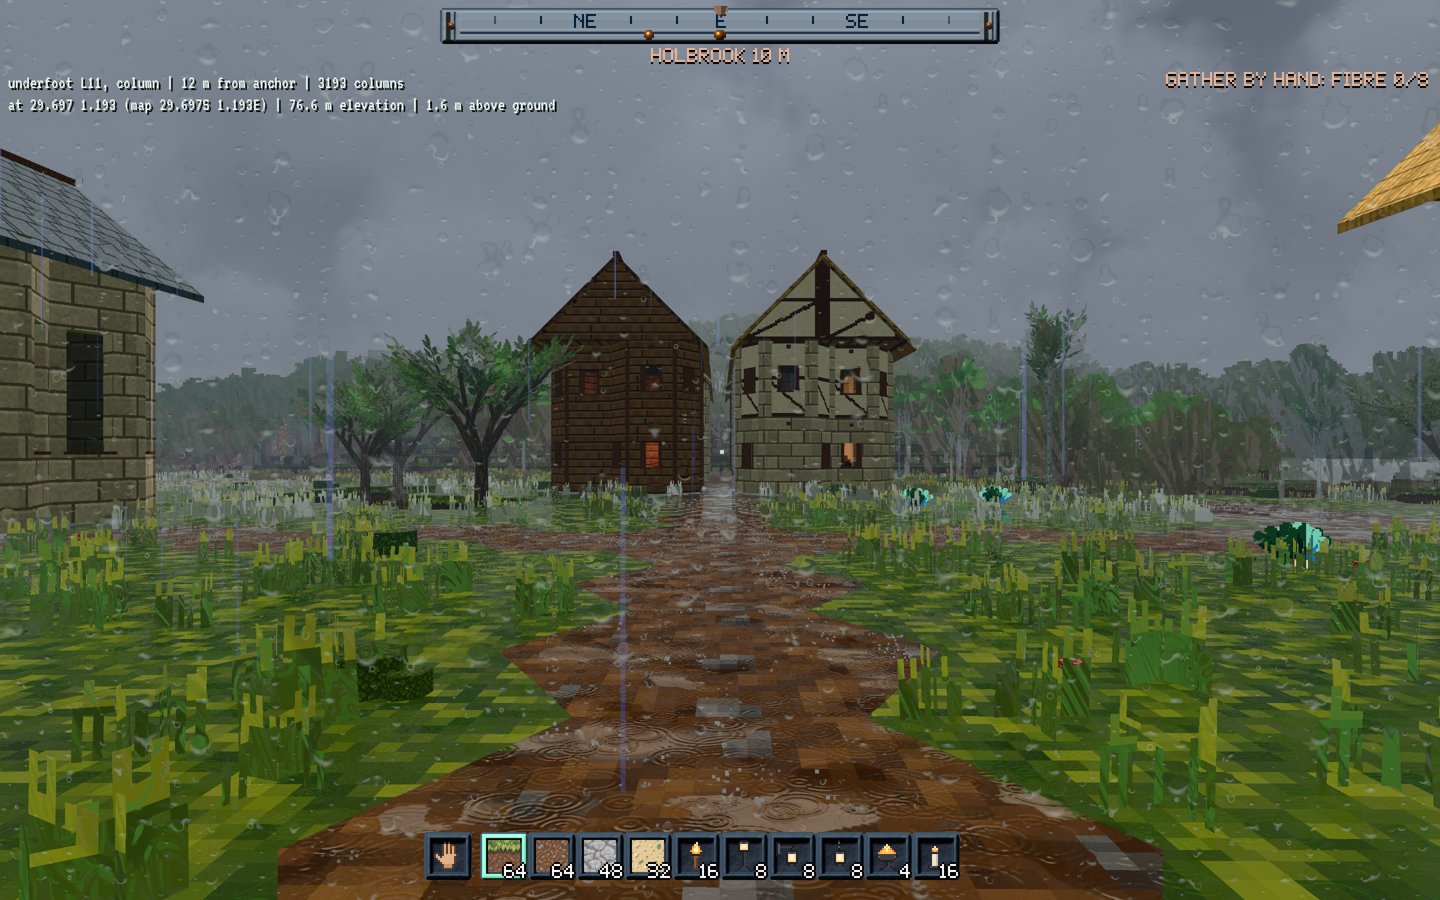 NE E SE
HOLBROOK 10 M
underfoot L11, column | 12 m from anchor | 3193 columns
GATHER BY HAND: FIBRE 0/8
at 29.697 1.193 (map 29.697S 1.193E) | 76.6 m elevation | 1.6 m above ground
64 64 48 32 16 8 8 8 4 16